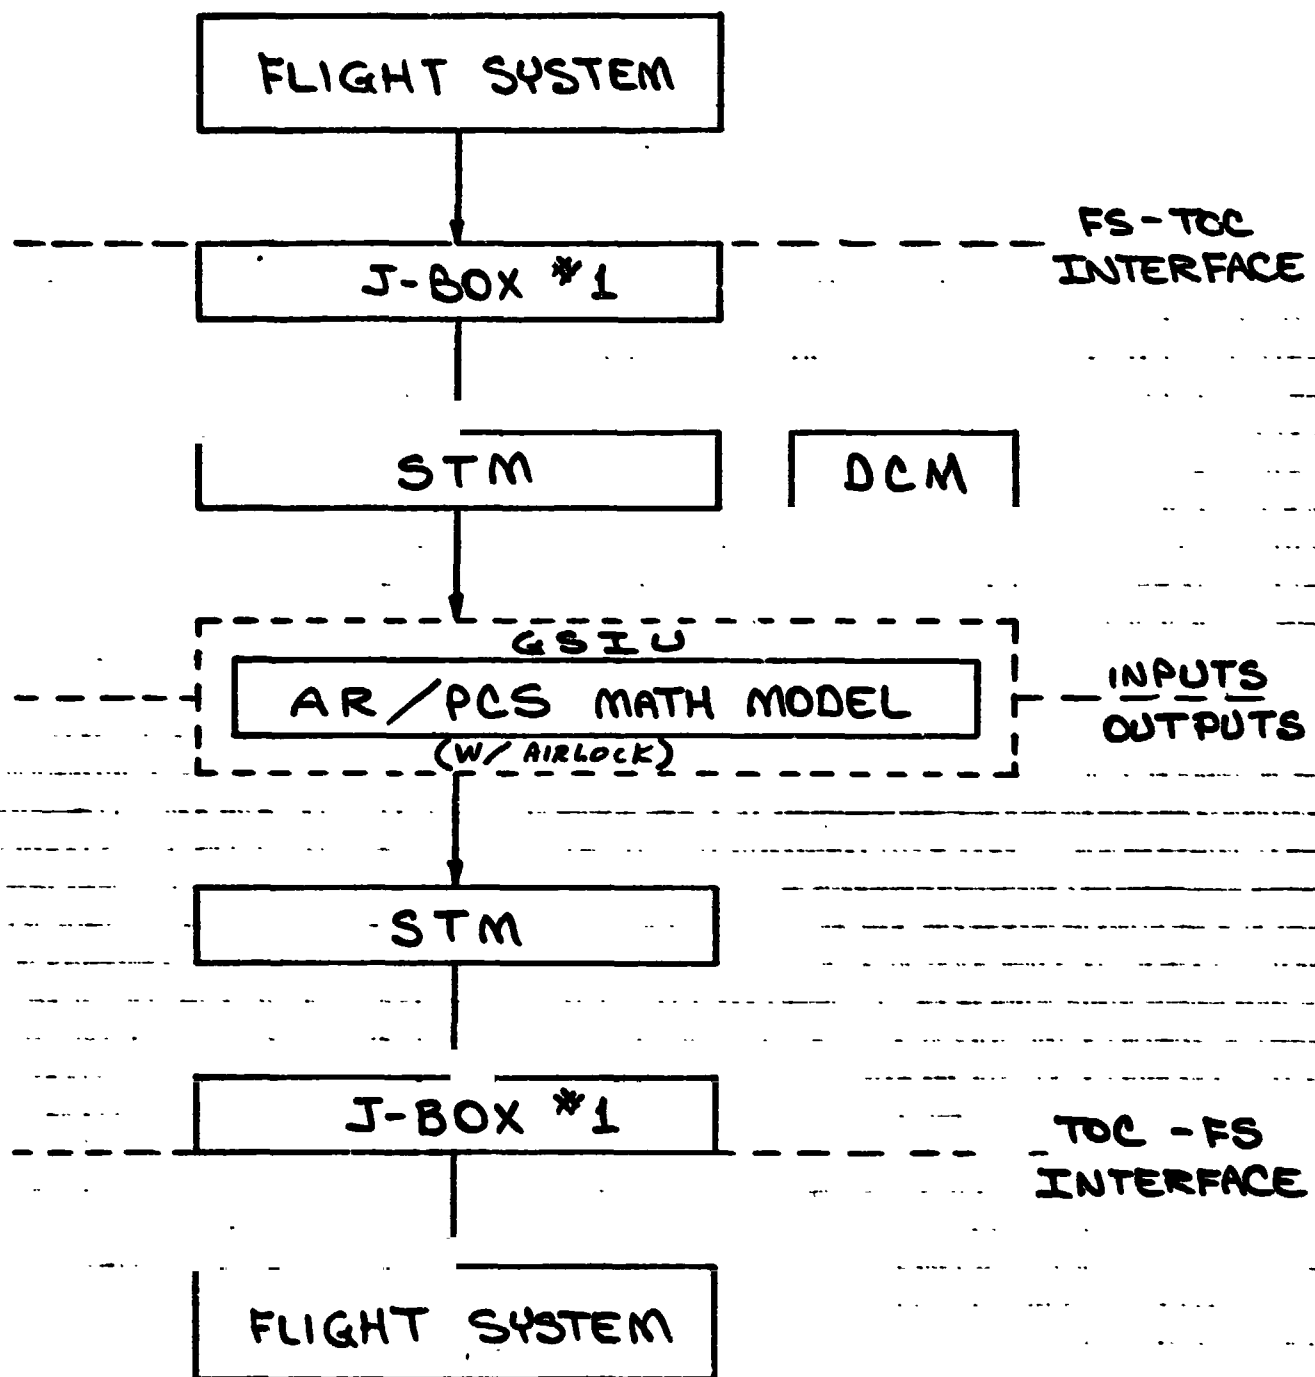 FLIGHT SYSTEM
FS-TOC
INTERFACE
J-BOX #1
STM
DCM
GSIU
AR/PCS MATH MODEL
(W/ AIRLOCK)
INPUTS
OUTPUTS
STM
J-BOX #1
TOC-FS
INTERFACE
FLIGHT SYSTEM